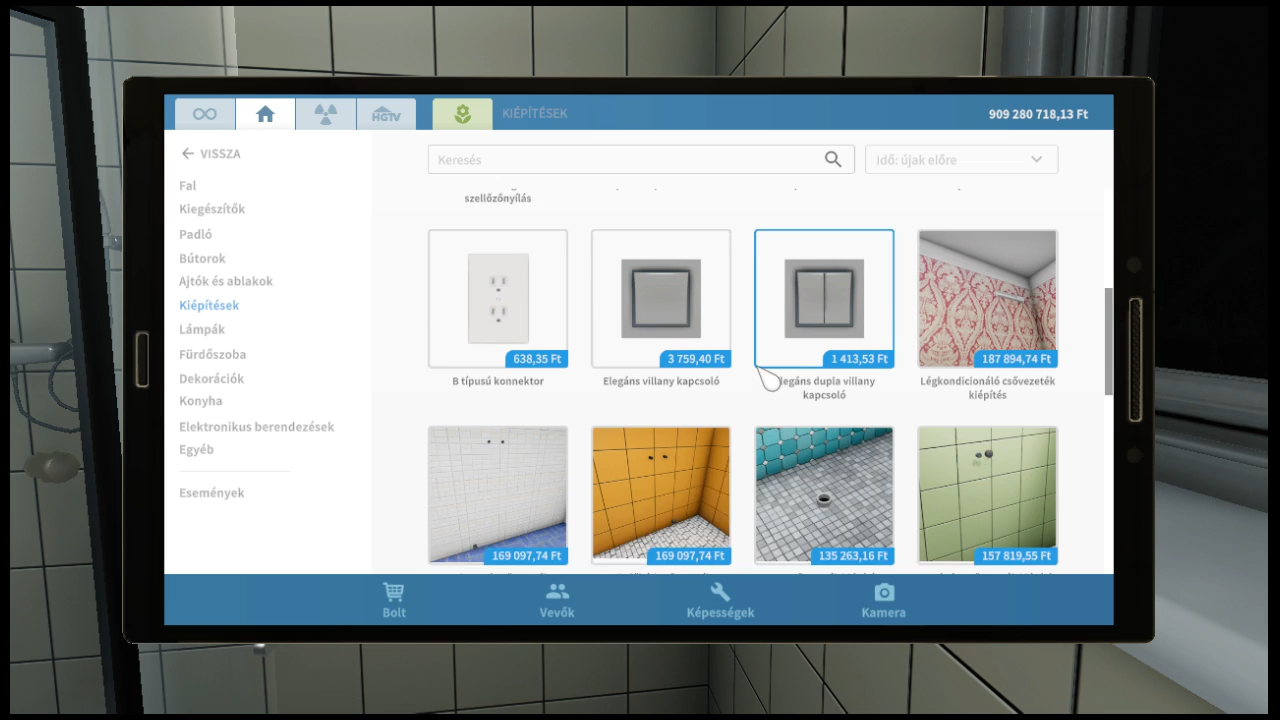 HGTV
KIÉPÍTÉSEK
909 280 718,13 Ft
VISSZA
Keresés
Idő: újak előre
Fal
Kiegészítők
Padló
Bútorok
Ajtók és ablakok
Kiépítések
Lámpák
Fürdőszoba
Dekorációk
Konyha
Elektronikus berendezések
Egyéb
Események
szellőzőnyílás
638,35 Ft
3 759,40 Ft
1 413,53 Ft
187 894,74 Ft
B típusú konnektor
Elegáns villany kapcsoló
dupla villany
kapcsoló
Légkondicionáló csővezeték
kiépítés
169 097,74 Ft
169 097,74 Ft
135 263,16 Ft
157 819,55 Ft
Bolt
Vevők
Képességek
Kamera